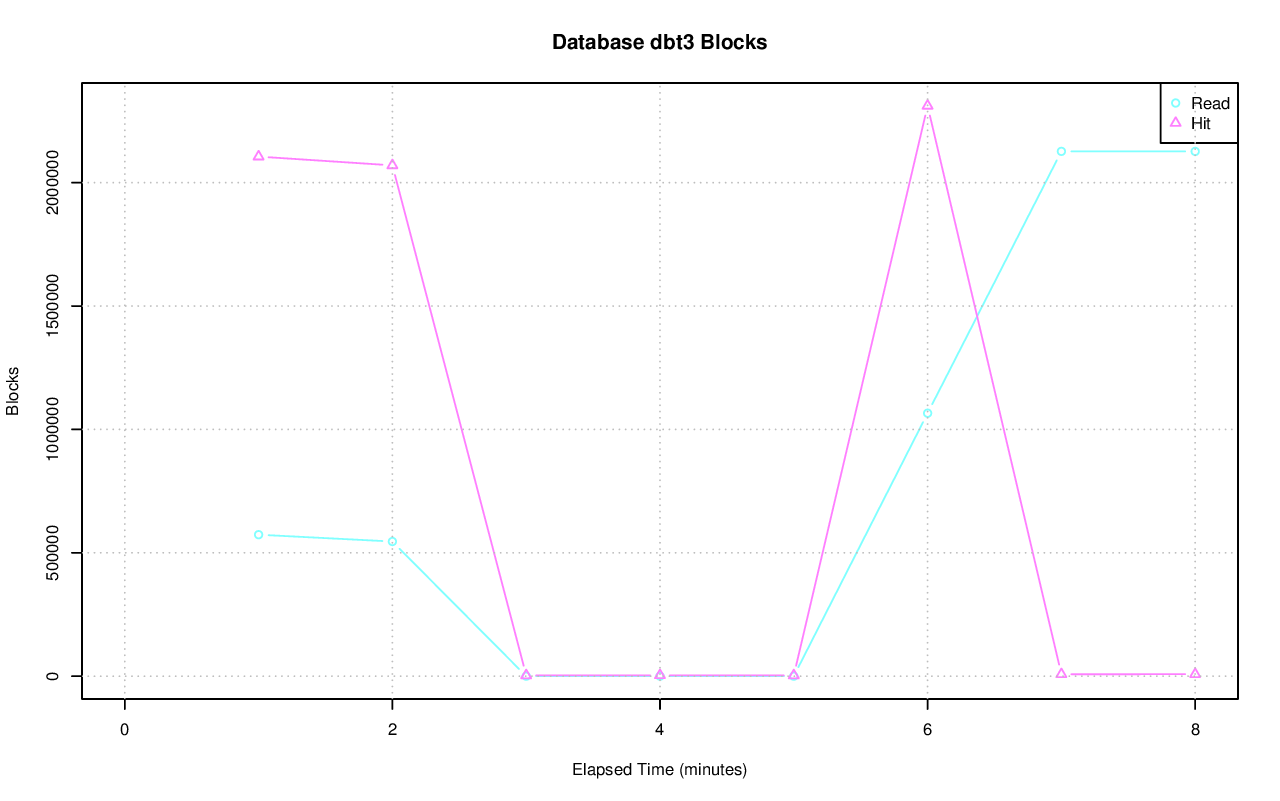 Database dbt3 Blocks
Read
Hit
2000000
1500000
1000000
500000
0
Blocks
0 2 4 6 8
Elapsed Time (minutes)